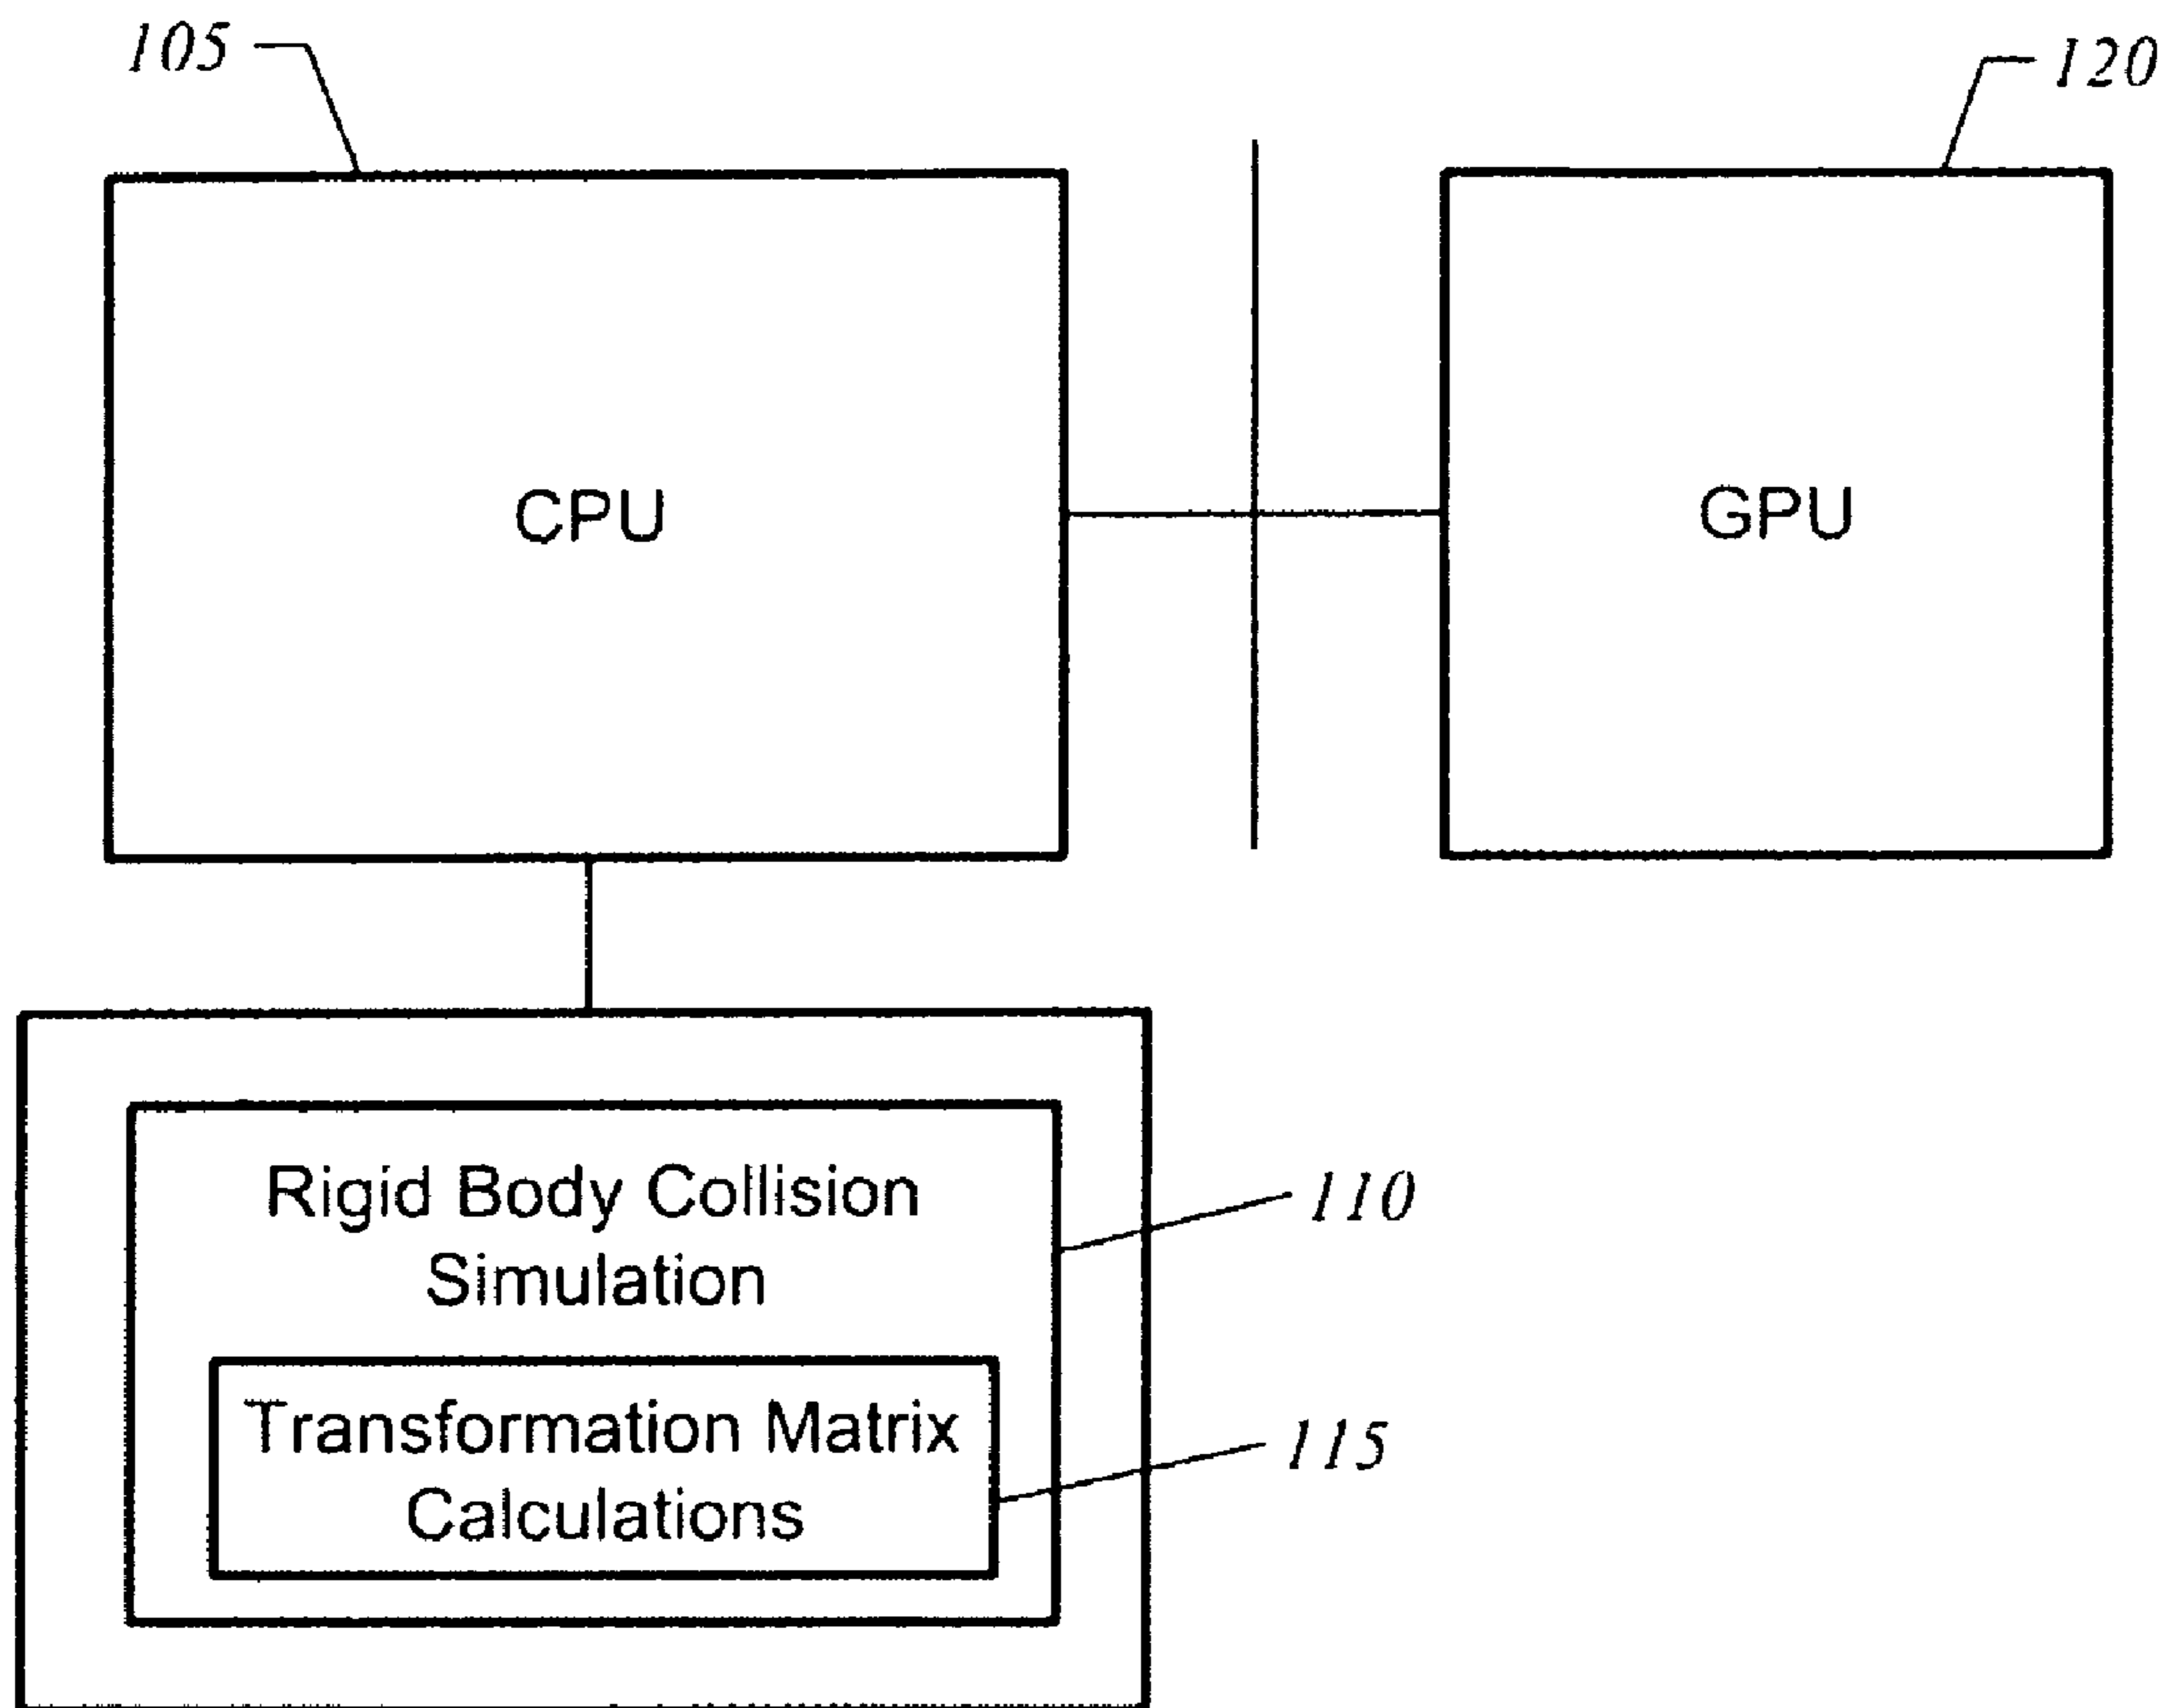 105
120
CPU
GPU
Rigid Body Collision
Simulation
110
Transformation Matrix
Calculations
115